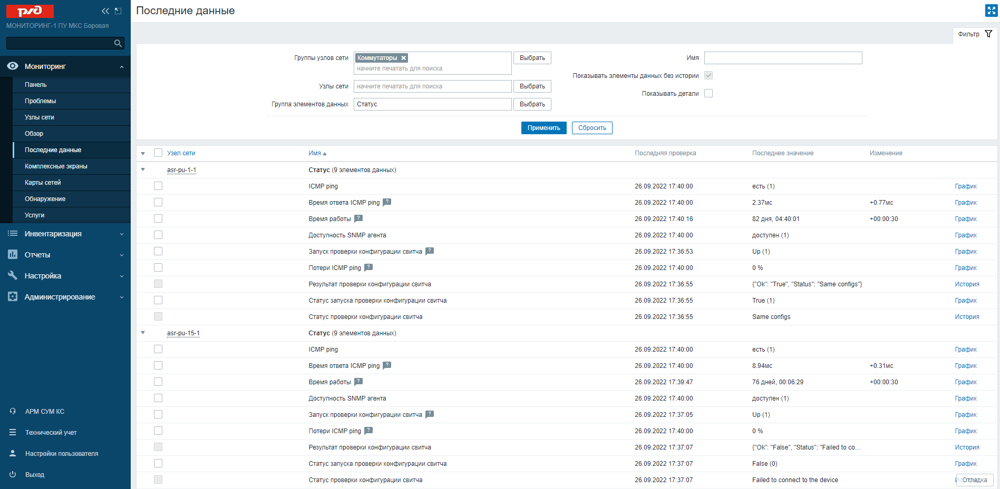 РЖД
МОНИТОРИНГ-1 ПУ МКС Боровая
Мониторинг
Панель
Проблемы
Узлы сети
Обзор
Последние данные
Комплексные экраны
Карты сетей
Обнаружение
Услуги
Инвентаризация
Отчеты
Настройка
Администрирование
АРМ СУМ КС
Технический учет
Настройки пользователя
Выход
Последние данные
Фильтр
Группы узлов сети Коммутаторы Выбрать
начните печатать для поиска
Узлы сети начните печатать для поиска Выбрать
Группа элементов данных Статус Выбрать
Имя
Показывать элементы данных без истории
Показывать детали
Применить Сбросить
Узел сети Имя Последняя проверка Последнее значение Изменение
asr-pu-1-1 Статус (9 элементов данных)
ICMP ping 26.09.2022 17:40:00 есть (1) График
Время ответа ICMP ping ? 26.09.2022 17:40:00 2.37мс +0.77мс График
Время работы ? 26.09.2022 17:40:16 82 дня, 04:40:01 +00:00:30 График
Доступность SNMP агента 26.09.2022 17:40:00 доступен (1) График
Запуск проверки конфигурации свитча ? 26.09.2022 17:36:53 Up (1) График
Потери ICMP ping ? 26.09.2022 17:40:00 0 % График
Результат проверки конфигурации свитча 26.09.2022 17:36:55 {"Ok": "True", "Status": "Same configs"} История
Статус запуска проверки конфигурации свитча 26.09.2022 17:36:55 True (1) График
Статус проверки конфигурации свитча 26.09.2022 17:36:55 Same configs История
asr-pu-15-1 Статус (9 элементов данных)
ICMP ping 26.09.2022 17:40:00 есть (1) График
Время ответа ICMP ping ? 26.09.2022 17:40:00 8.94мс +0.31мс График
Время работы ? 26.09.2022 17:39:47 76 дней, 00:06:29 +00:00:30 График
Доступность SNMP агента 26.09.2022 17:40:00 доступен (1) График
Запуск проверки конфигурации свитча ? 26.09.2022 17:37:05 Up (1) График
Потери ICMP ping ? 26.09.2022 17:40:00 0 % График
Результат проверки конфигурации свитча 26.09.2022 17:37:07 {"Ok": "False", "Status": "Failed to co... История
Статус запуска проверки конфигурации свитча 26.09.2022 17:37:07 False (0) График
Статус проверки конфигурации свитча 26.09.2022 17:37:07 Failed to connect to the device
Отладка